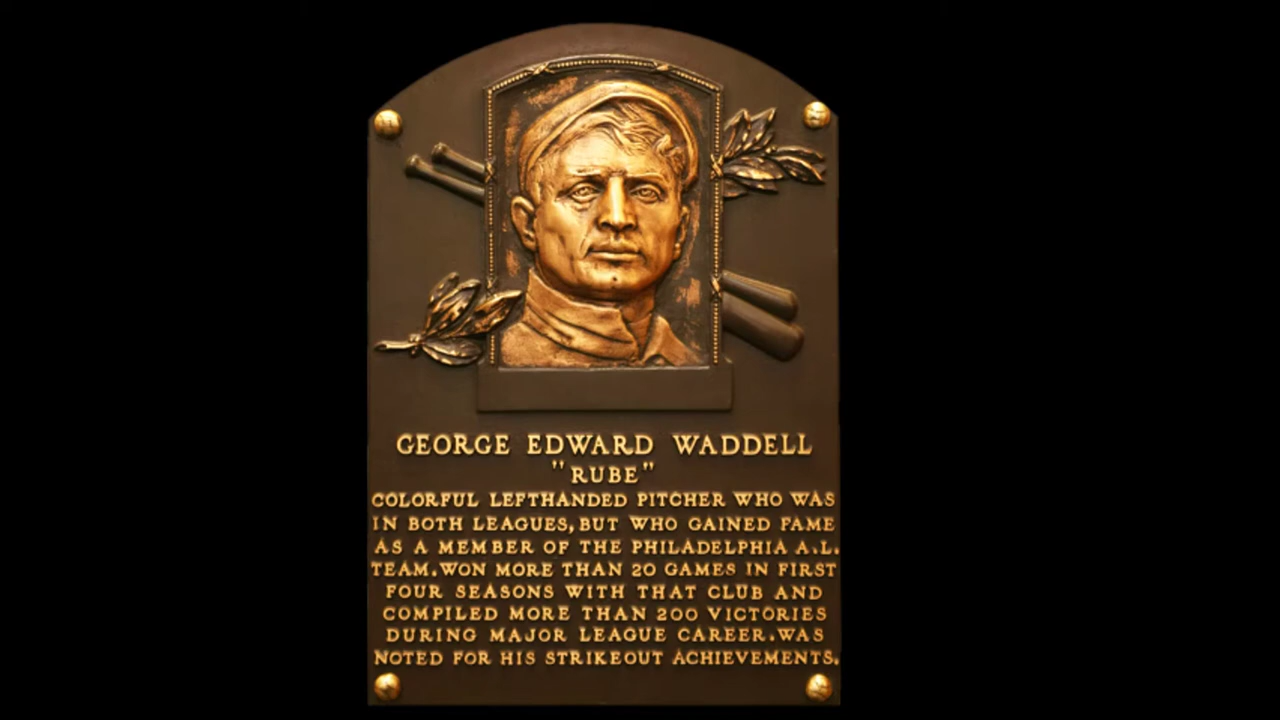 GEORGE EDWARD WADDELL
"RUBE"
COLORFUL LEFTHANDED PITCHER WHO WAS
IN BOTH LEAGUES, BUT WHO GAINED FAME
AS A MEMBER OF THE PHILADELPHIA A.L.
TEAM. WON MORE THAN 20 GAMES IN FIRST
FOUR SEASONS WITH THAT CLUB AND
COMPILED MORE THAN 200 VICTORIES
DURING MAJOR LEAGUE CAREER. WAS
NOTED FOR HIS STRIKEOUT ACHIEVEMENTS.